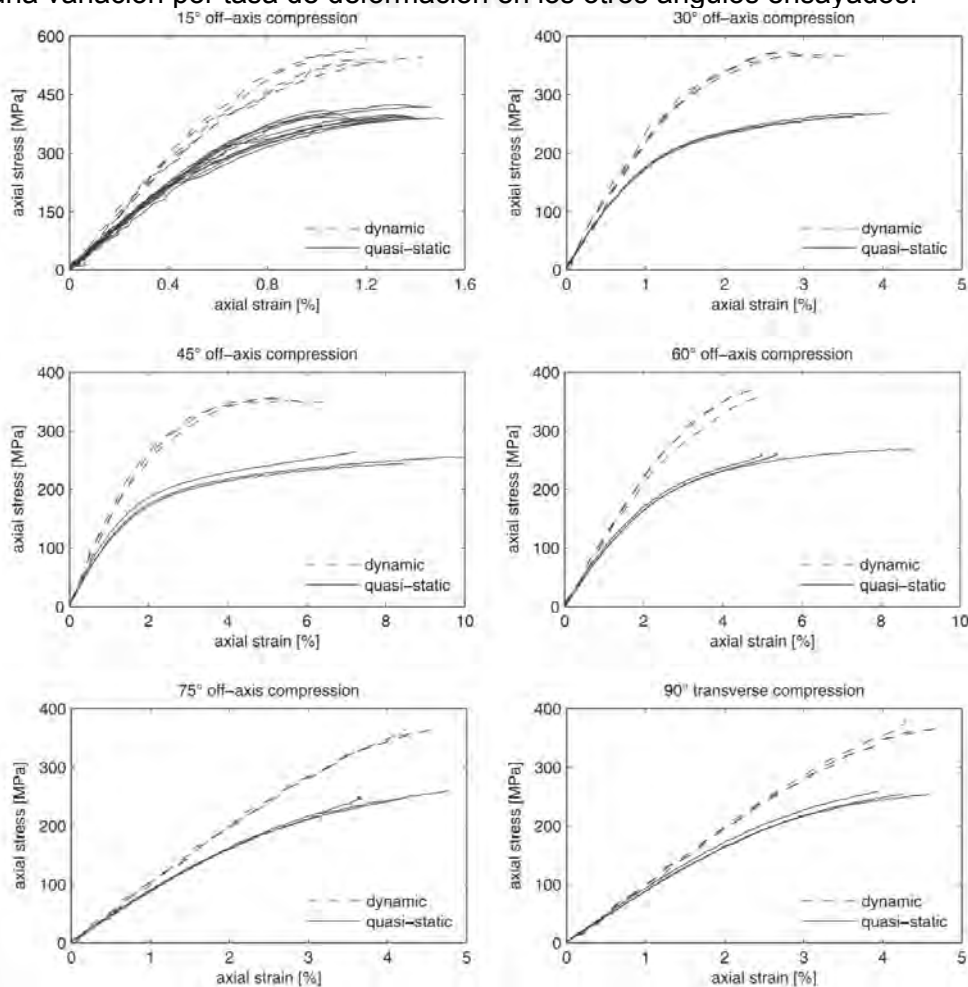 una variación por tasa de deformación en los otros ángulos ensayados.
15° off-axis compression
600
450
300
150
0
axial stress [MPa]
dynamic
quasi-static
0
0.4
0.8
1.2
1.6
axial strain [%]
30° off-axis compression
400
300
200
100
0
axial stress [MPa]
dynamic
quasi-static
0
1
2
3
4
5
axial strain [%]
45° off-axis compression
400
300
200
100
0
axial stress [MPa]
dynamic
quasi-static
0
2
4
6
8
10
axial strain [%]
60° off-axis compression
400
300
200
100
0
axial stress [MPa]
dynamic
quasi-static
0
2
4
6
8
10
axial strain [%]
75° off-axis compression
400
300
200
100
0
axial stress [MPa]
dynamic
quasi-static
0
1
2
3
4
5
axial strain [%]
90° transverse compression
400
300
200
100
0
axial stress [MPa]
dynamic
quasi-static
0
1
2
3
4
5
axial strain [%]